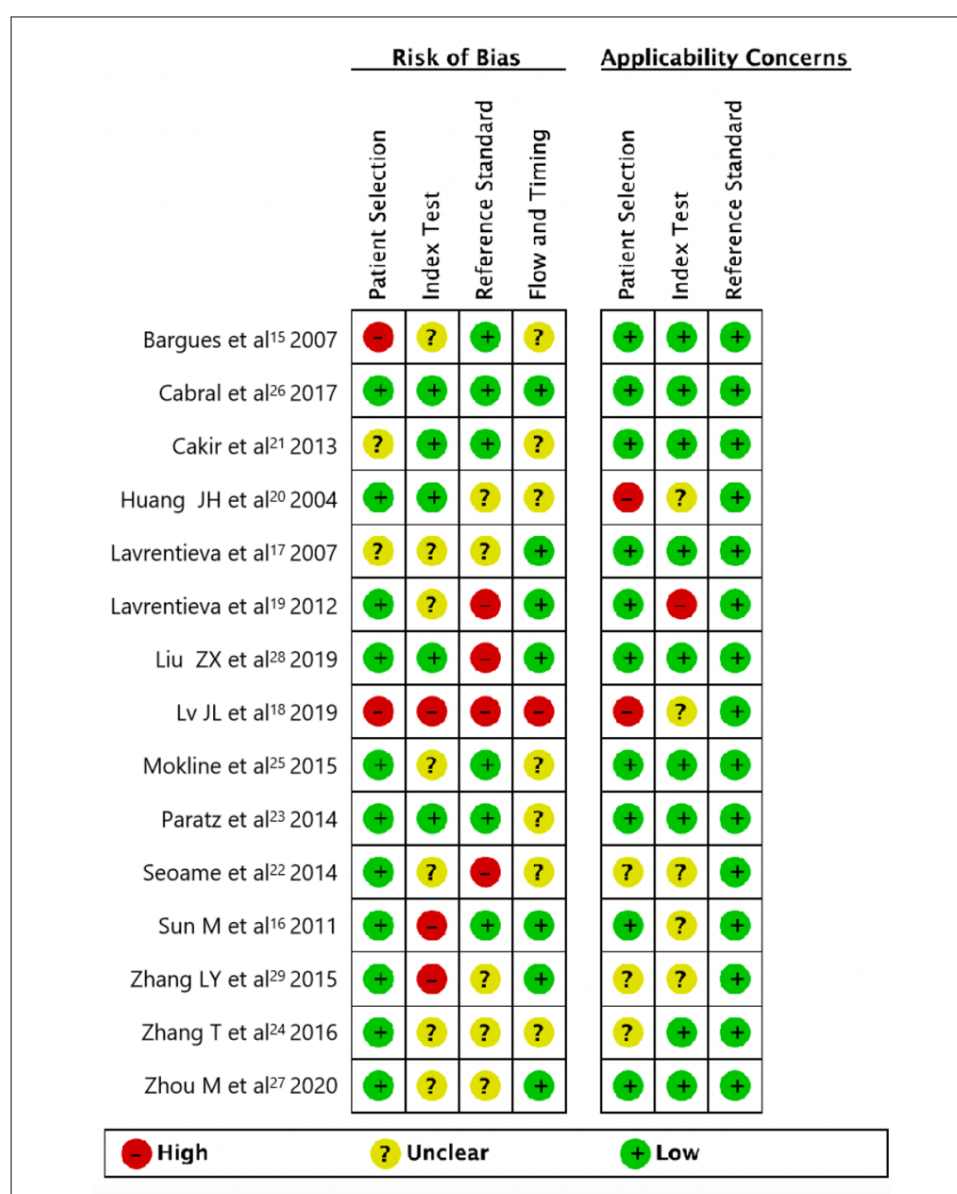 Risk of Bias Applicability Concerns
Patient Selection Index Test Reference Standard Flow and Timing Patient Selection Index Test Reference Standard
Bargues et al15 2007 - ? + ? + + +
Cabral et al26 2017 + + + + + + +
Cakir et al21 2013 ? + + ? + + +
Huang JH et al20 2004 + + ? ? - ? +
Lavrentieva et al17 2007 ? ? ? + + + +
Lavrentieva et al19 2012 + ? - + + - +
Liu ZX et al28 2019 + + - + + + +
Lv JL et al18 2019 - - - - - ? +
Mokline et al25 2015 + ? + ? + + +
Paratz et al23 2014 + + + ? + + +
Seoame et al22 2014 + ? - ? ? ? +
Sun M et al16 2011 + - + + + ? +
Zhang LY et al29 2015 + - ? + ? ? +
Zhang T et al24 2016 + ? ? ? ? + +
Zhou M et al27 2020 + ? ? + + + +
- High ? Unclear + Low